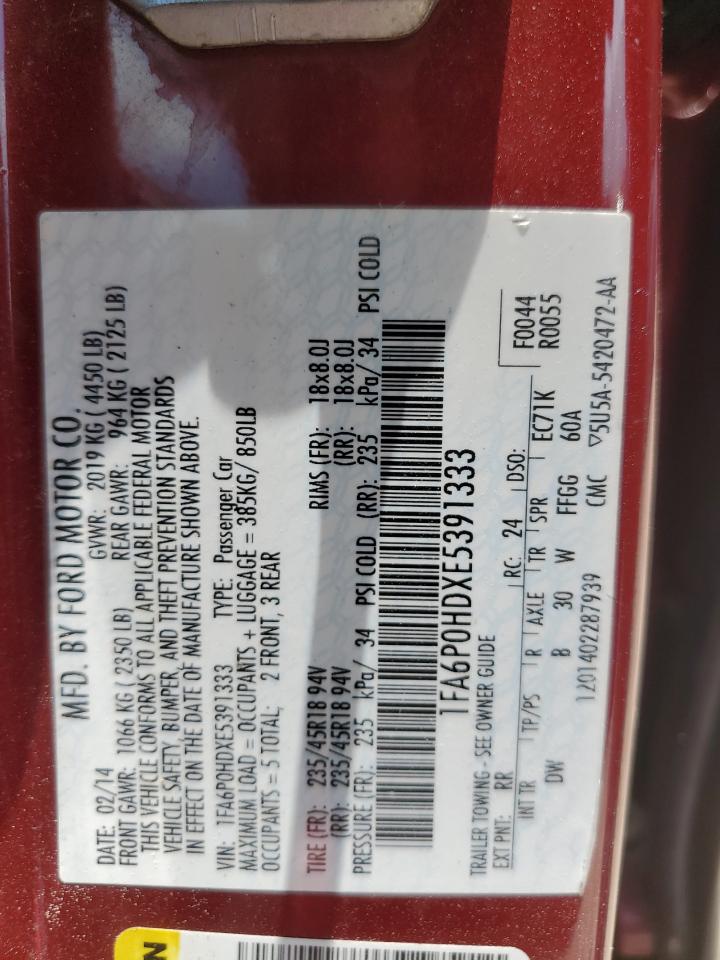 MFD. BY FORD MOTOR CO.
DATE: 02/14 GVWR: 2019 KG ( 4450 LB)
FRONT GAWR: 1066 KG ( 2350 LB) REAR GAWR: 964 KG ( 2125 LB)
THIS VEHICLE CONFORMS TO ALL APPLICABLE FEDERAL MOTOR
VEHICLE SAFETY, BUMPER, AND THEFT PREVENTION STANDARDS
IN EFFECT ON THE DATE OF MANUFACTURE SHOWN ABOVE.
VIN: 1FA6P0HDXE5391333 TYPE: Passenger Car
MAXIMUM LOAD = OCCUPANTS + LUGGAGE = 385KG/ 850LB
OCCUPANTS = 5 TOTAL; 2 FRONT, 3 REAR
TIRE (FR): 235/45R18 94V RIMS (FR): 18x8.0J
(RR): 235/45R18 94V (RR): 18x8.0J
PRESSURE (FR): 235 kPa/ 34 PSI COLD (RR): 235 kPa/ 34 PSI COLD
1FA6P0HDXE5391333
TRAILER TOWING - SEE OWNER GUIDE
EXT PNT: RR RC: 24 DSO: F0044
R0055
INT TR TP/PS R AXLE TR SPR EC71K
DW B 30 W FFGG 60A
1201402287939 CMC ▽5U5A-5420472-AA